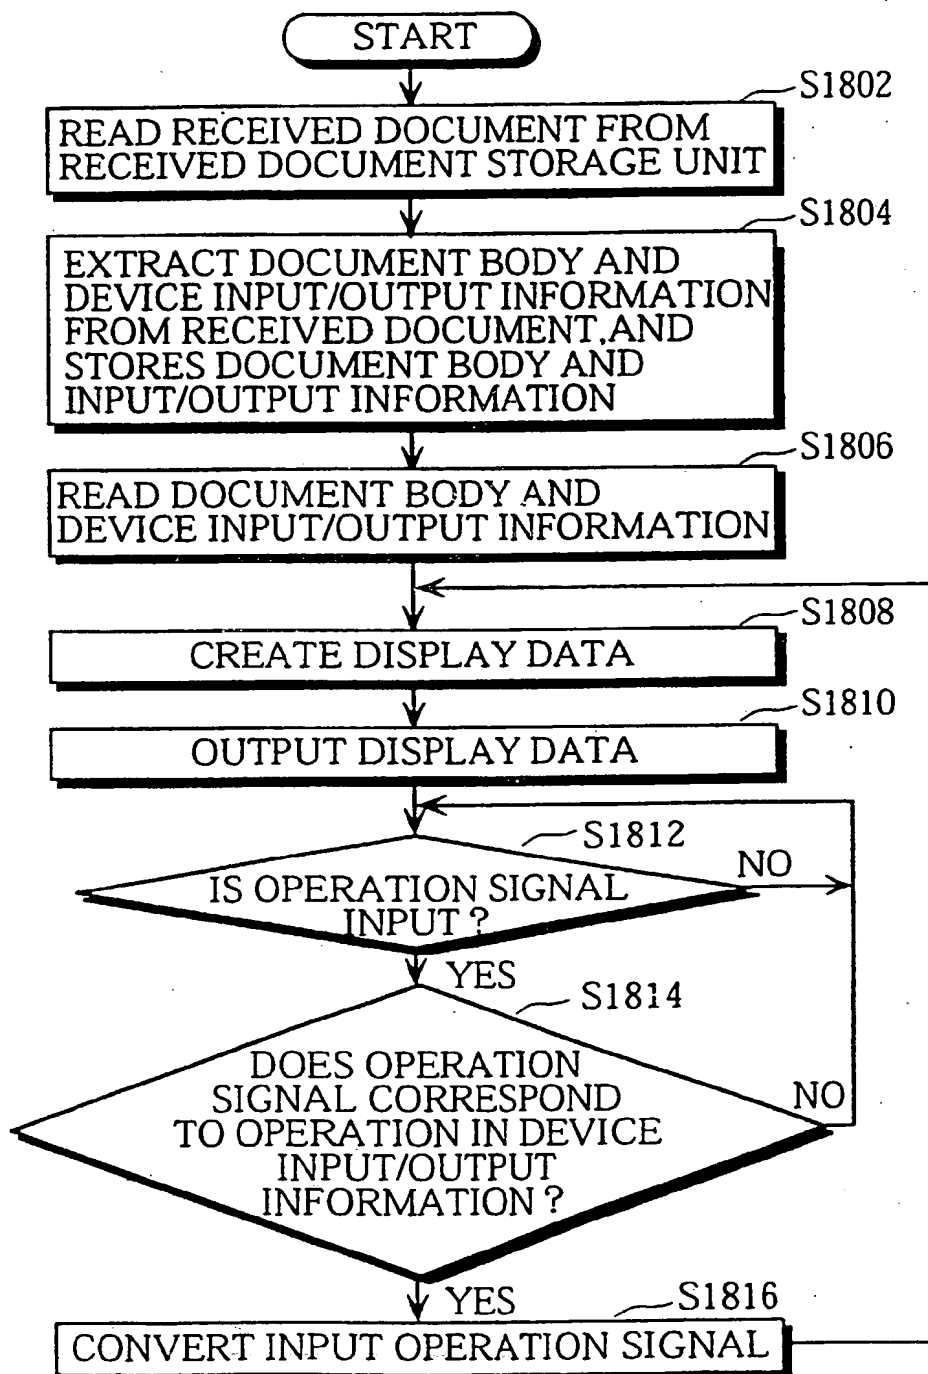 START
S1802
READ RECEIVED DOCUMENT FROM
RECEIVED DOCUMENT STORAGE UNIT
S1804
EXTRACT DOCUMENT BODY AND
DEVICE INPUT/OUTPUT INFORMATION
FROM RECEIVED DOCUMENT, AND
STORES DOCUMENT BODY AND
INPUT/OUTPUT INFORMATION
S1806
READ DOCUMENT BODY AND
DEVICE INPUT/OUTPUT INFORMATION
S1808
CREATE DISPLAY DATA
S1810
OUTPUT DISPLAY DATA
S1812
NO
IS OPERATION SIGNAL
INPUT ?
YES
S1814
DOES OPERATION
SIGNAL CORRESPOND
NO
TO OPERATION IN DEVICE
INPUT/OUTPUT
INFORMATION ?
YES
S1816
CONVERT INPUT OPERATION SIGNAL